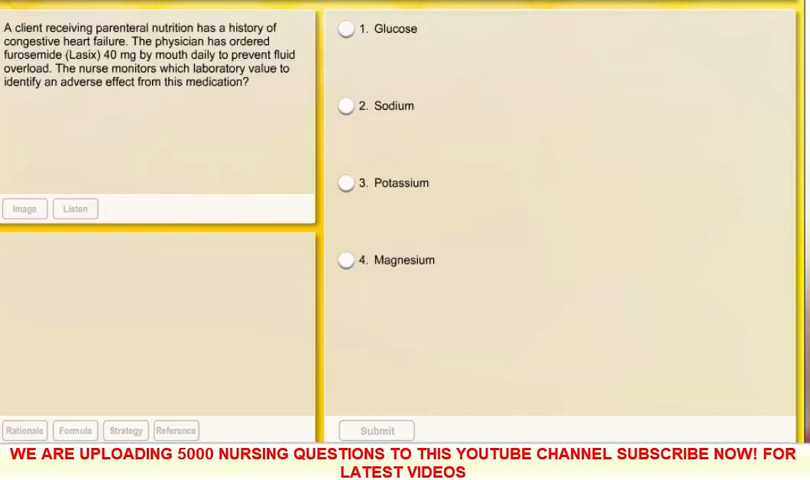 A client receiving parenteral nutrition has a history of
congestive heart failure. The physician has ordered
furosemide (Lasix) 40 mg by mouth daily to prevent fluid
overload. The nurse monitors which laboratory value to
identify an adverse effect from this medication?
1. Glucose
2. Sodium
3. Potassium
4. Magnesium
Image Listen
Rationale Formula Strategy Reference
Submit
WE ARE UPLOADING 5000 NURSING QUESTIONS TO THIS YOUTUBE CHANNEL SUBSCRIBE NOW! FOR
LATEST VIDEOS